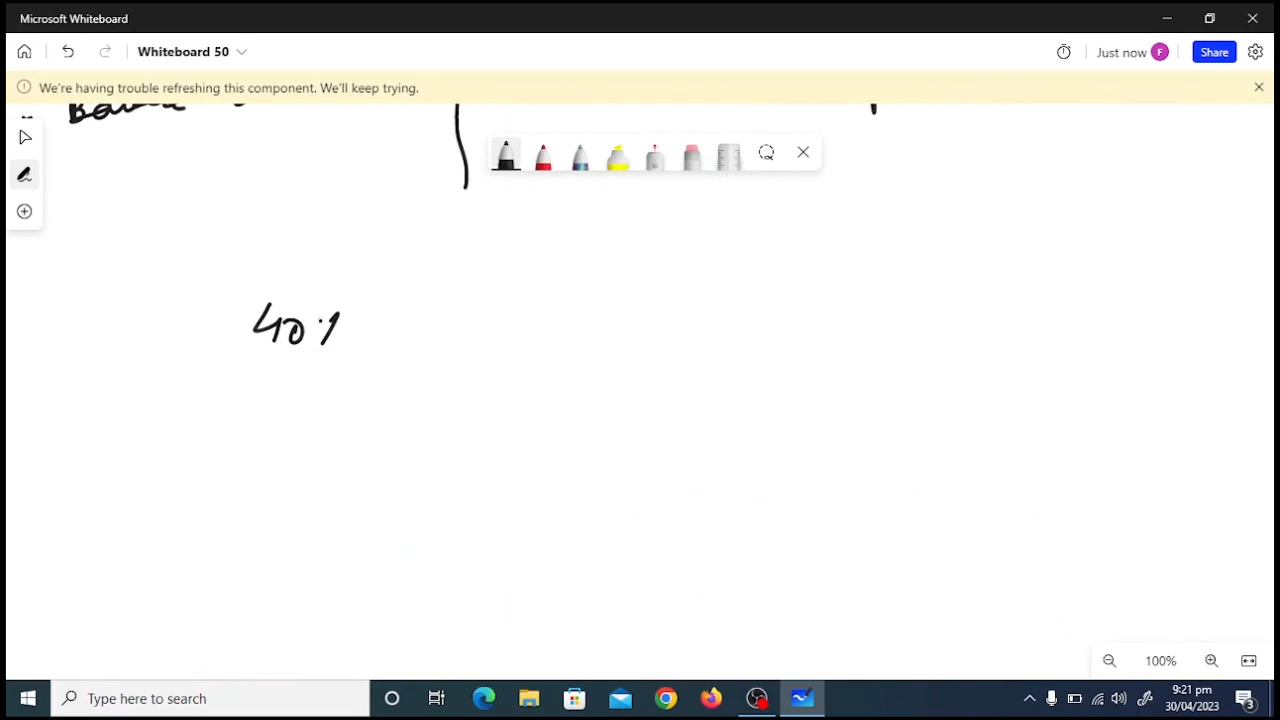 Microsoft Whiteboard
Whiteboard 50
Just now F
Share
We're having trouble refreshing this component. We'll keep trying.
40%
100%
Type here to search
9:21 pm
30/04/2023
3